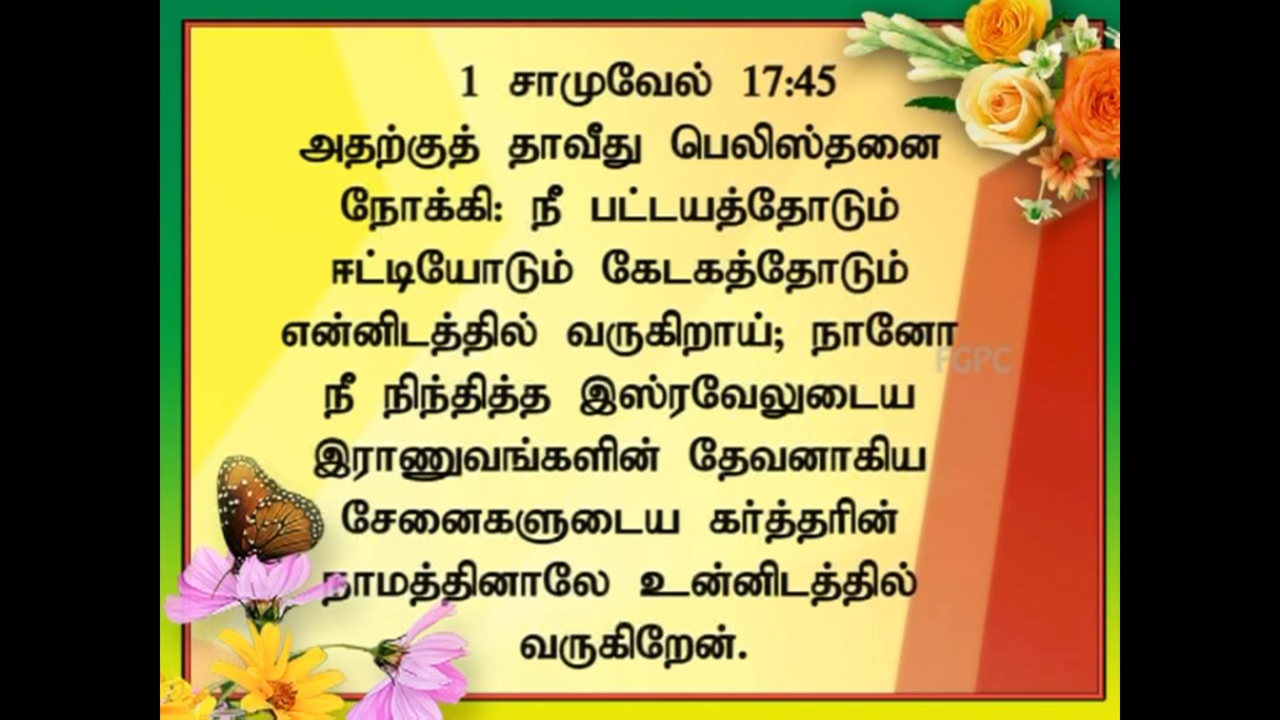 1 சாமுவேல் 17:45
அதற்குத் தாவீது பெலிஸ்தனை
நோக்கி: நீ பட்டயத்தோடும்
ஈட்டியோடும் கேடகத்தோடும்
என்னிடத்தில் வருகிறாய்; நானோ
FGPC
நீ நிந்தித்த இஸ்ரவேலுடைய
இராணுவங்களின் தேவனாகிய
சேனைகளுடைய கர்த்தரின்
நாமத்தினாலே உன்னிடத்தில்
வருகிறேன்.